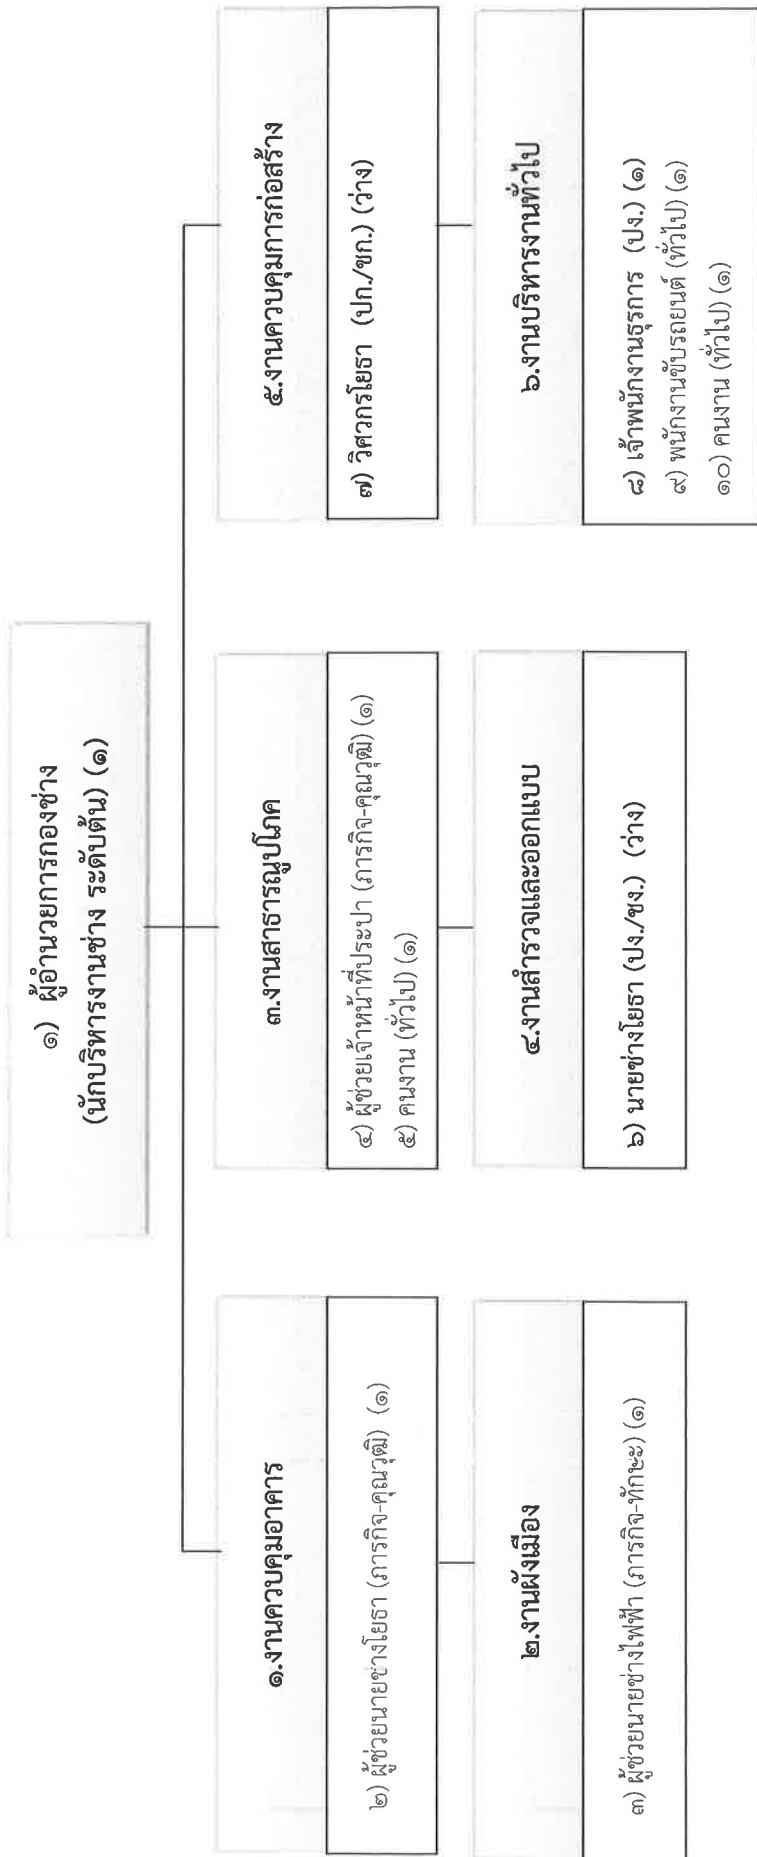 ๑) ผู้อำนวยการกองช่าง
(นักบริหารงานช่าง ระดับต้น) (๑)
๑.งานควบคุมอาคาร
๒) ผู้ช่วยนายช่างโยธา (ภารกิจ-คุณวุฒิ) (๑)
๒.งานผังเมือง
๓) ผู้ช่วยนายช่างไฟฟ้า (ภารกิจ-ทักษะ) (๑)
๓.งานสาธารณูปโภค
๔) ผู้ช่วยเจ้าหน้าที่ประปา (ภารกิจ-คุณวุฒิ) (๑)
๕) คนงาน (ทั่วไป) (๑)
๔.งานสำรวจและออกแบบ
๖) นายช่างโยธา (ปง./ชง.) (ว่าง)
๕.งานควบคุมการก่อสร้าง
๗) วิศวกรโยธา (ปก./ชก.) (ว่าง)
๖.งานบริหารงานทั่วไป
๘) เจ้าพนักงานธุรการ (ปง.) (๑)
๙) พนักงานขับรถยนต์ (ทั่วไป) (๑)
๑๐) คนงาน (ทั่วไป) (๑)